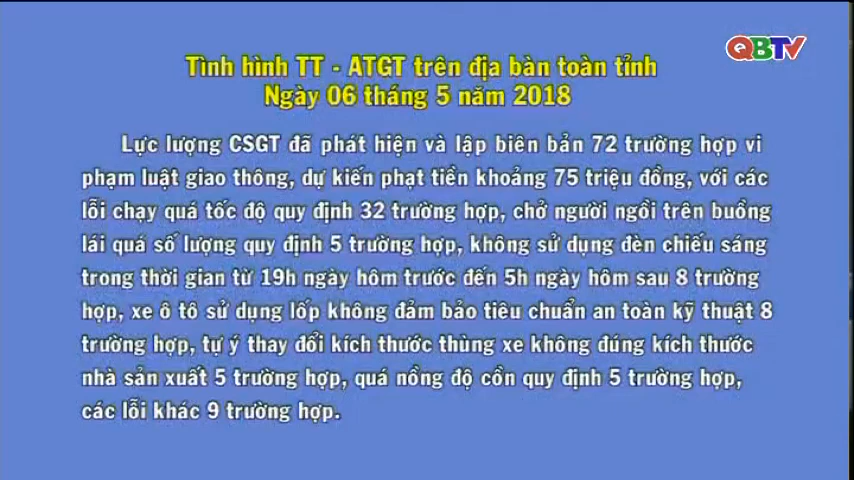 QBTV
Tình hình TT - ATGT trên địa bàn toàn tỉnh
Ngày 06 tháng 5 năm 2018
Lực lượng CSGT đã phát hiện và lập biên bản 72 trường hợp vi
phạm luật giao thông, dự kiến phạt tiền khoảng 75 triệu đồng, với các
lỗi chạy quá tốc độ quy định 32 trường hợp, chở người ngồi trên buồng
lái quá số lượng quy định 5 trường hợp, không sử dụng đèn chiếu sáng
trong thời gian từ 19h ngày hôm trước đến 5h ngày hôm sau 8 trường
hợp, xe ô tô sử dụng lốp không đảm bảo tiêu chuẩn an toàn kỹ thuật 8
trường hợp, tự ý thay đổi kích thước thùng xe không đúng kích thước
nhà sản xuất 5 trường hợp, quá nồng độ cồn quy định 5 trường hợp,
các lỗi khác 9 trường hợp.